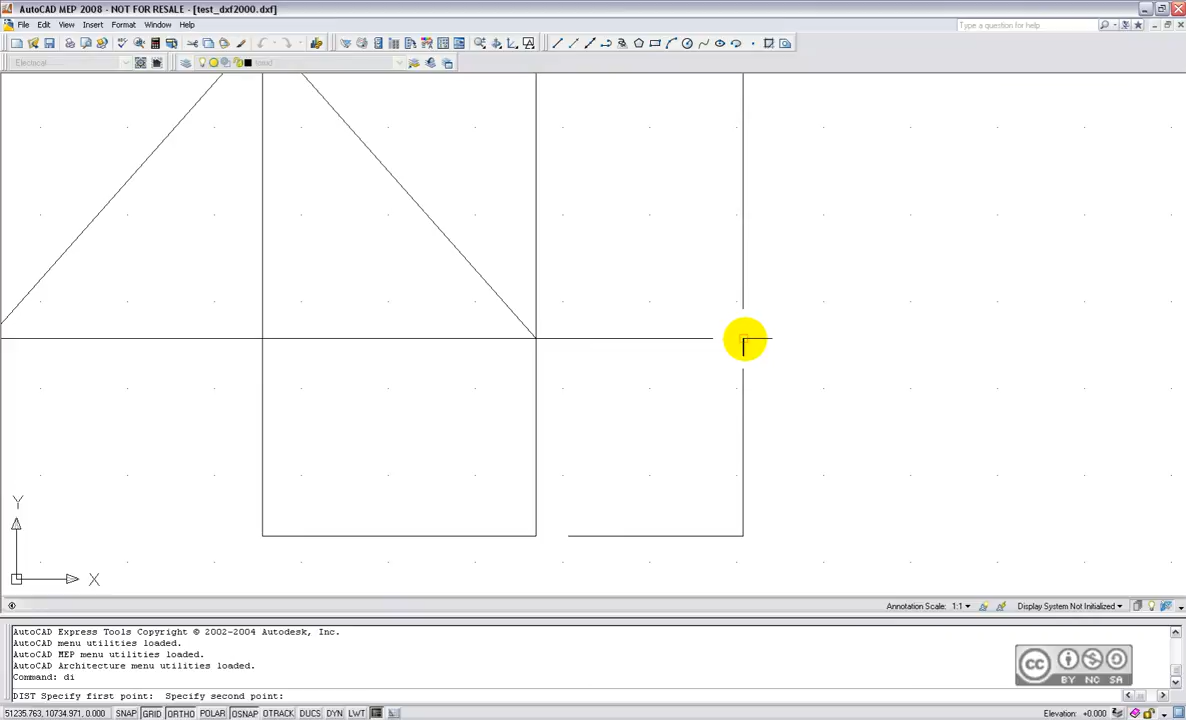 AutoCAD MEP 2008 - NOT FOR RESALE - [test_dxf2000.dxf]
File Edit View Insert Format Window Help
Type a question for help
Electrical
Y
X
Annotation Scale: 1:1
Display System Not Initialized
AutoCAD Express Tools Copyright © 2002-2004 Autodesk, Inc.
AutoCAD menu utilities loaded.
AutoCAD MEP menu utilities loaded.
AutoCAD Architecture menu utilities loaded.
Command: di
DIST Specify first point: Specify second point:
cc
BY NC SA
51235.763, 10734.971, 0.000 SNAP GRID ORTHO POLAR OSNAP OTRACK DUCS DYN LWT
Elevation: +0.000